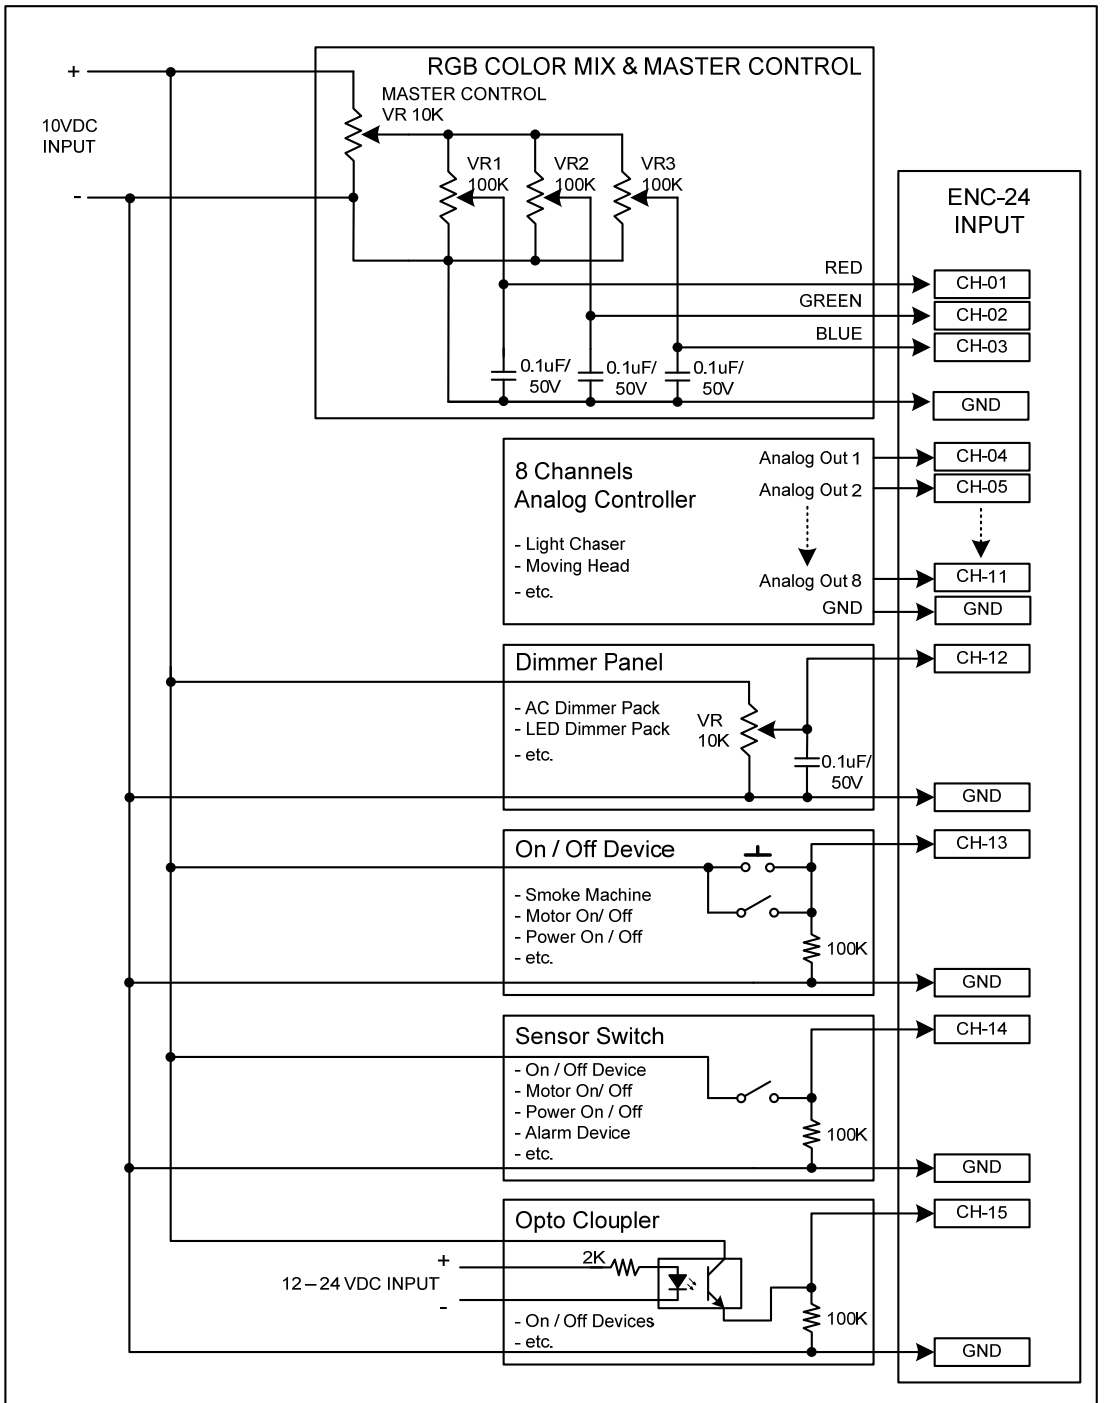 RGB COLOR MIX & MASTER CONTROL
+
MASTER CONTROL
VR 10K
10VDC
INPUT
-
VR1
100K
VR2
100K
VR3
100K
ENC-24
INPUT
RED
CH-01
GREEN
CH-02
BLUE
CH-03
0.1uF/
50V
0.1uF/
50V
0.1uF/
50V
GND
8 Channels
Analog Controller
- Light Chaser
- Moving Head
- etc.
Analog Out 1
CH-04
Analog Out 2
CH-05
Analog Out 8
CH-11
GND
GND
Dimmer Panel
- AC Dimmer Pack
- LED Dimmer Pack
- etc.
VR
10K
0.1uF/
50V
CH-12
GND
On / Off Device
- Smoke Machine
- Motor On/ Off
- Power On / Off
- etc.
100K
CH-13
GND
Sensor Switch
- On / Off Device
- Motor On/ Off
- Power On / Off
- Alarm Device
- etc.
100K
CH-14
GND
Opto Cloupler
+
2K
12–24 VDC INPUT
-
- On / Off Devices
- etc.
100K
CH-15
GND